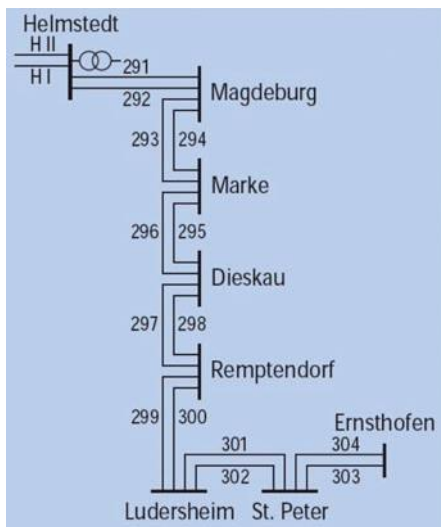 Helmstedt
H II
H I
291
292
Magdeburg
293
294
Marke
296
295
Dieskau
297
298
Remptendorf
299
300
Ernsthofen
301
304
302
303
Ludersheim
St. Peter